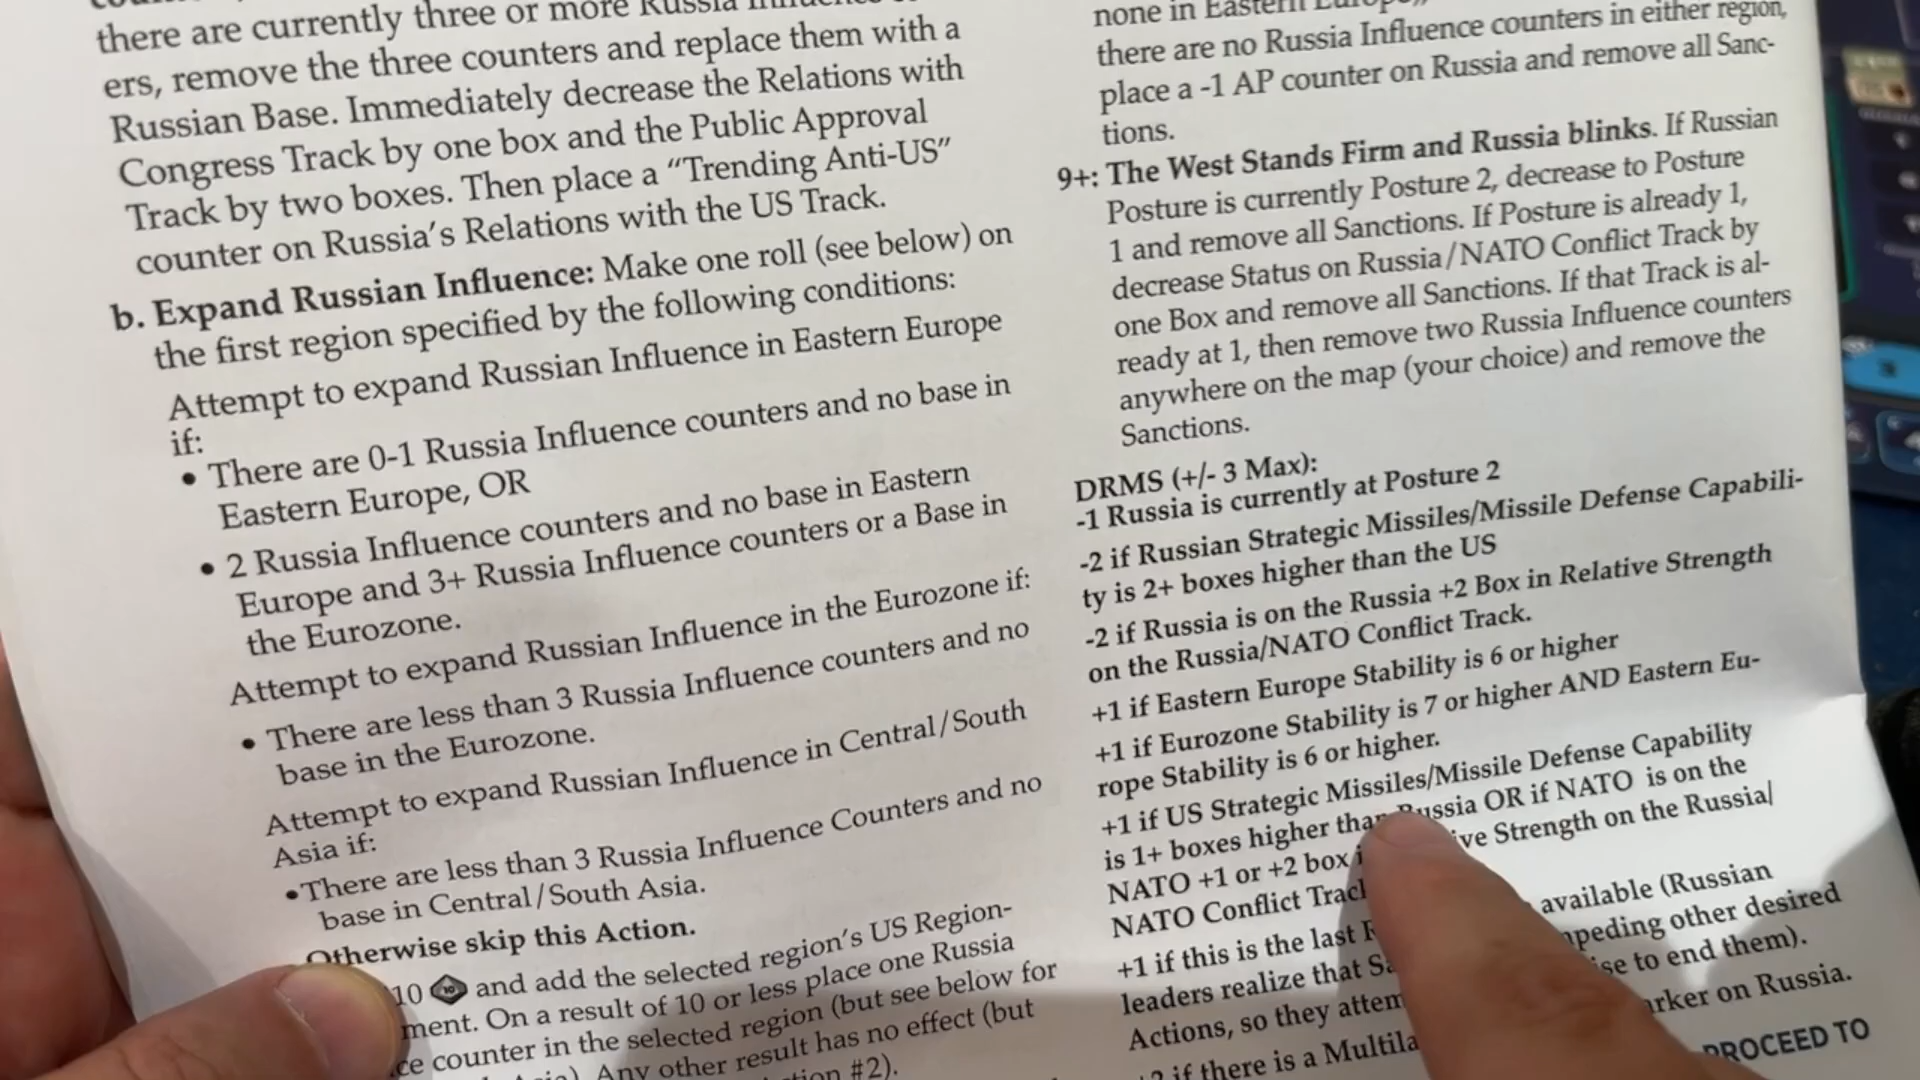 there are currently three or more Russia
ers, remove the three counters and replace them with a
Russian Base. Immediately decrease the Relations with
Congress Track by one box and the Public Approval
Track by two boxes. Then place a “Trending Anti-US”
counter on Russia’s Relations with the US Track.
b. Expand Russian Influence: Make one roll (see below) on
the first region specified by the following conditions:
Attempt to expand Russian Influence in Eastern Europe
if:
• There are 0-1 Russia Influence counters and no base in
Eastern Europe, OR
• 2 Russia Influence counters and no base in Eastern
Europe and 3+ Russia Influence counters or a Base in
the Eurozone.
Attempt to expand Russian Influence in the Eurozone if:
• There are less than 3 Russia Influence counters and no
base in the Eurozone.
Attempt to expand Russian Influence in Central/South
Asia if:
• There are less than 3 Russia Influence Counters and no
base in Central/South Asia.
Otherwise skip this Action.
10 and add the selected region’s US Region-
ment. On a result of 10 or less place one Russia
ce counter in the selected region (but see below for
Any other result has no effect (but
#2).
none in Eastern
there are no Russia Influence counters in either region,
place a -1 AP counter on Russia and remove all Sanc-
tions.
9+: The West Stands Firm and Russia blinks. If Russian
Posture is currently Posture 2, decrease to Posture
1 and remove all Sanctions. If Posture is already 1,
decrease Status on Russia/NATO Conflict Track by
one Box and remove all Sanctions. If that Track is al-
ready at 1, then remove two Russia Influence counters
anywhere on the map (your choice) and remove the
Sanctions.
DRMS (+/- 3 Max):
-1 Russia is currently at Posture 2
-2 if Russian Strategic Missiles/Missile Defense Capabili-
ty is 2+ boxes higher than the US
-2 if Russia is on the Russia +2 Box in Relative Strength
on the Russia/NATO Conflict Track.
+1 if Eastern Europe Stability is 6 or higher
+1 if Eurozone Stability is 7 or higher AND Eastern Eu-
rope Stability is 6 or higher.
+1 if US Strategic Missiles/Missile Defense Capability
is 1+ boxes higher than Russia OR if NATO is on the
NATO +1 or +2 box ive Strength on the Russia/
NATO Conflict Track
+1 if this is the last available (Russian
leaders realize that peding other desired
Actions, so they attem se to end them).
if there is a Multila rker on Russia.
PROCEED TO